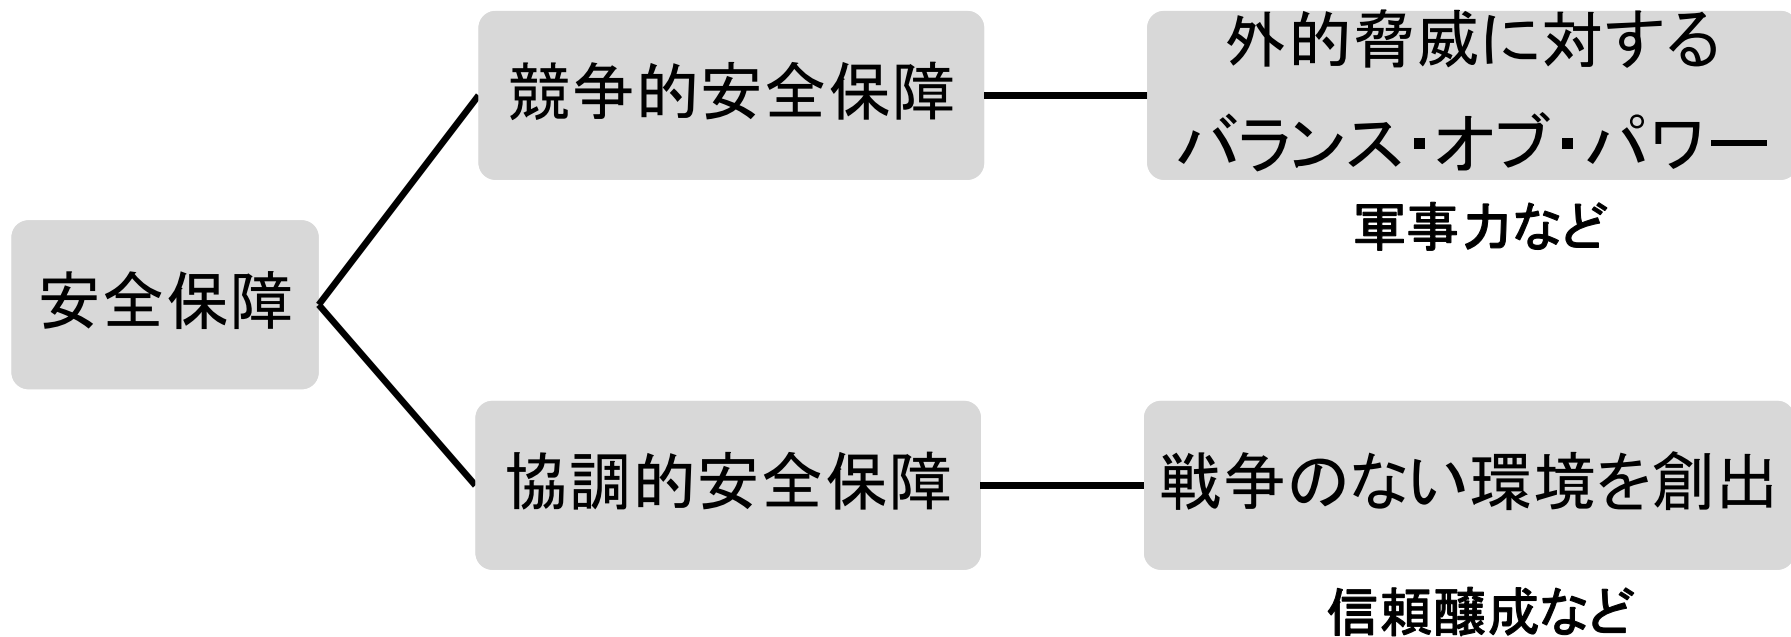 安全保障
競争的安全保障
外的脅威に対する
バランス・オブ・パワー
軍事力など
協調的安全保障
戦争のない環境を創出
信頼醸成など